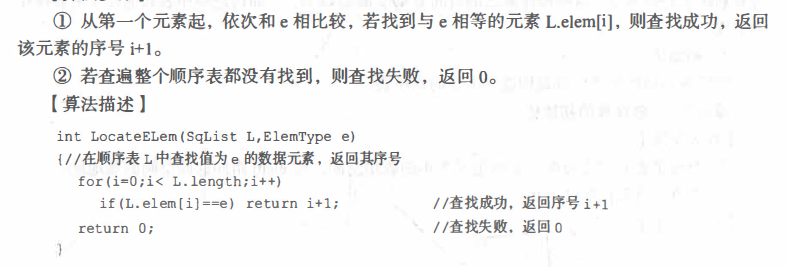 ① 从第一个元素起，依次和 e 相比较，若找到与 e 相等的元素 L.elem[i]，则查找成功，返回
该元素的序号 i+1。
② 若查遍整个顺序表都没有找到，则查找失败，返回 0。
【算法描述】
int LocateELem(SqList L,ElemType e)
{//在顺序表L中查找值为e的数据元素，返回其序号
for(i=0;i< L.length;i++)
if(L.elem[i]==e) return i+1; //查找成功，返回序号 i+1
return 0; //查找失败，返回 0
}